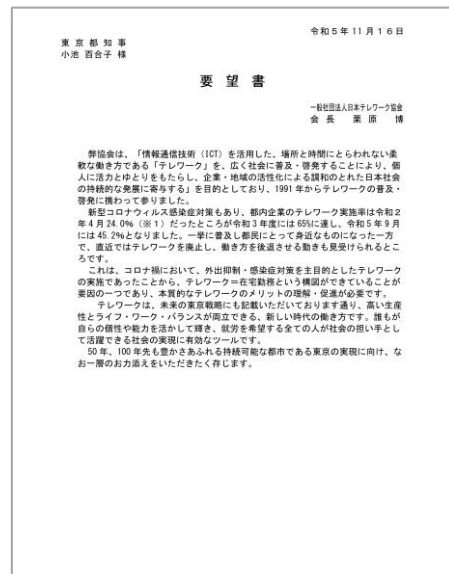 令和５年 11 月１６日
東 京 都 知 事
小池 百合子 様
要 望 書
一般社団法人日本テレワーク協会
会 長　栗 原　博
弊協会は、「情報通信技術（ICT）を活用した、場所と時間にとらわれない柔
軟な働き方である「テレワーク」を、広く社会に普及・啓発することにより、個
人に活力とゆとりをもたらし、企業・地域の活性化による調和のとれた日本社会
の持続的な発展に寄与する」を目的としており、1991 年からテレワークの普及・
啓発に携わって参りました。
新型コロナウィルス感染症対策もあり、都内企業のテレワーク実施率は令和２
年４月 24.0%（※１）だったところが令和３年度には 65%に達し、令和５年９月
には 45.2%となりました。一挙に普及し都民にとって身近なものになった一方
で、直近ではテレワークを廃止し、働き方を後退させる動きも見受けられるとこ
ろです。
これは、コロナ禍において、外出抑制・感染症対策を主目的としたテレワーク
の実施であったことから、テレワーク＝在宅勤務という構図ができていることが
要因の一つであり、本質的なテレワークのメリットの理解・促進が必要です。
テレワークは、未来の東京戦略にも記載いただいております通り、高い生産
性とライフ・ワーク・バランスが両立できる、新しい時代の働き方です。誰もが
自らの個性や能力を活かして輝き、就労を希望する全ての人が社会の担い手とし
て活躍できる社会の実現に有効なツールです。
50 年、100 年先も豊かさあふれる持続可能な都市である東京の実現に向け、な
お一層のお力添えをいただきたく存じます。